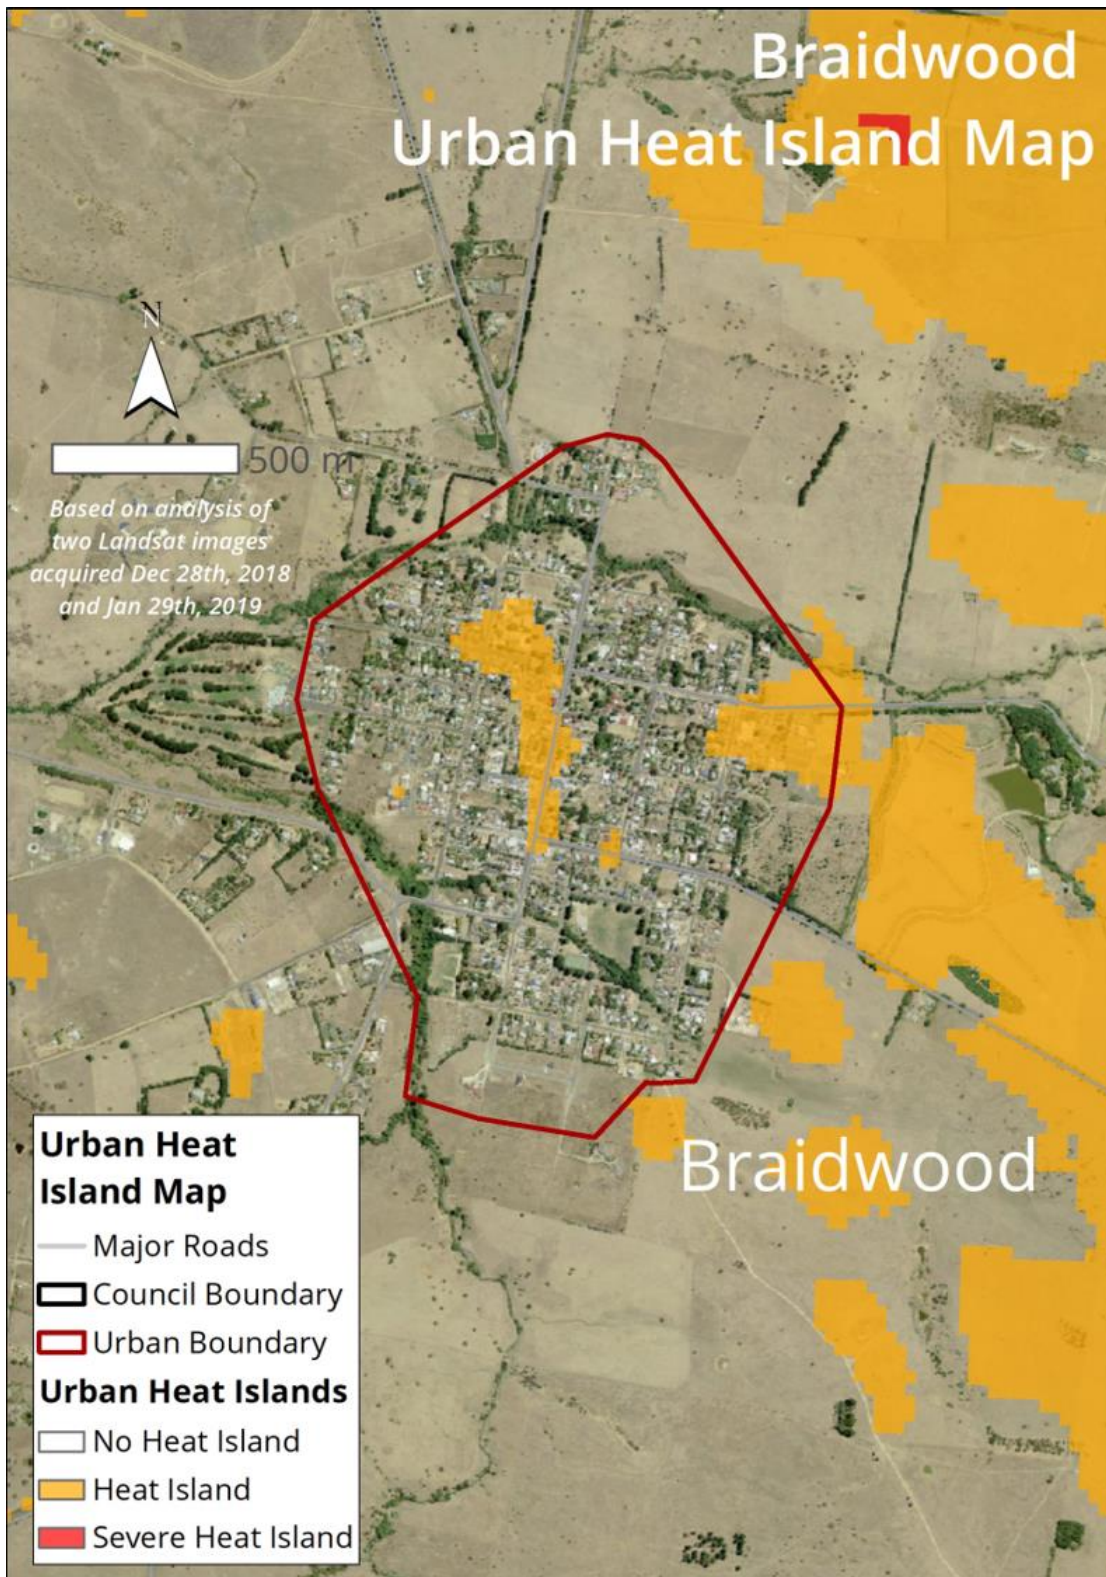 Braidwood
Urban Heat Island Map
N
N
500 m
Based on analysis of
two Landsat images
acquired Dec 28th, 2018
and Jan 29th, 2019
Braidwood
Urban Heat
Island Map
Major Roads
Council Boundary
Urban Boundary
Urban Heat Islands
No Heat Island
Heat Island
Severe Heat Island